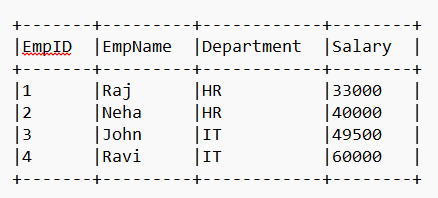 +-------+---------+------------+--------+
|EmpID  |EmpName  |Department  |Salary  |
+-------+---------+------------+--------+
|1      |Raj      |HR          |33000   |
|2      |Neha     |HR          |40000   |
|3      |John     |IT          |49500   |
|4      |Ravi     |IT          |60000   |
+-------+---------+------------+--------+